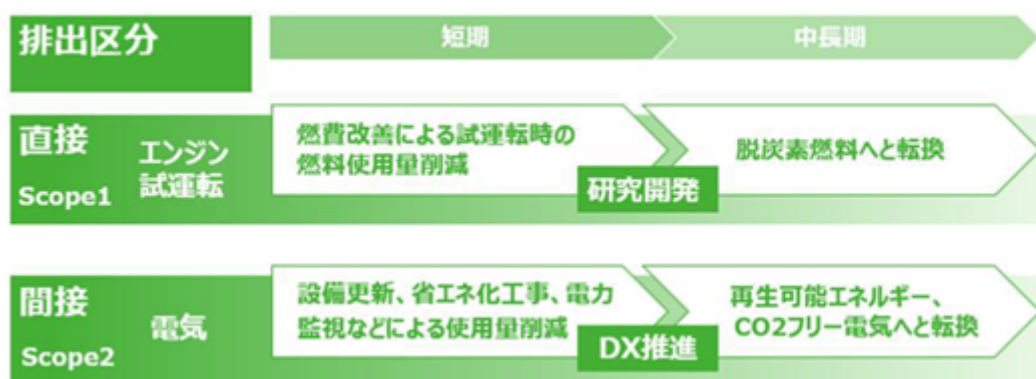 排出区分
短期
中長期
直接
Scope1
エンジン
試運転
燃費改善による試運転時の
燃料使用量削減
研究開発
脱炭素燃料へと転換
間接
Scope2
電気
設備更新、省エネ化工事、電力
監視などによる使用量削減
DX推進
再生可能エネルギー、
CO2フリー電気へと転換